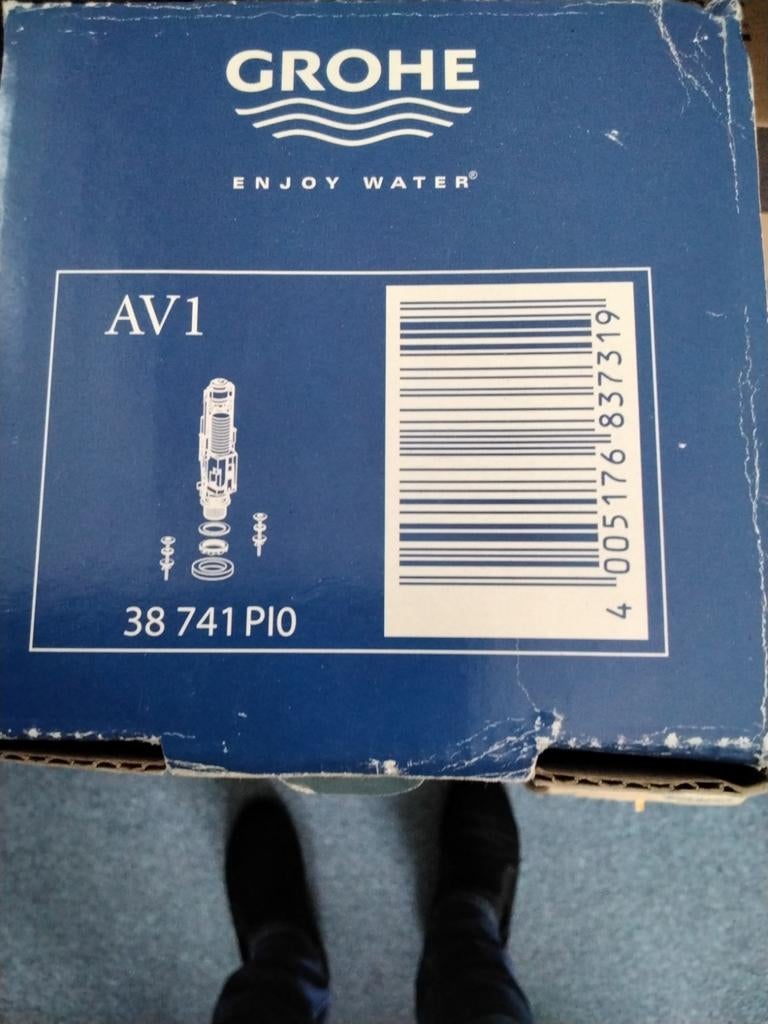 GROHE
ENJOY WATER®
AV1
38 741 PI0
4 005176 837319